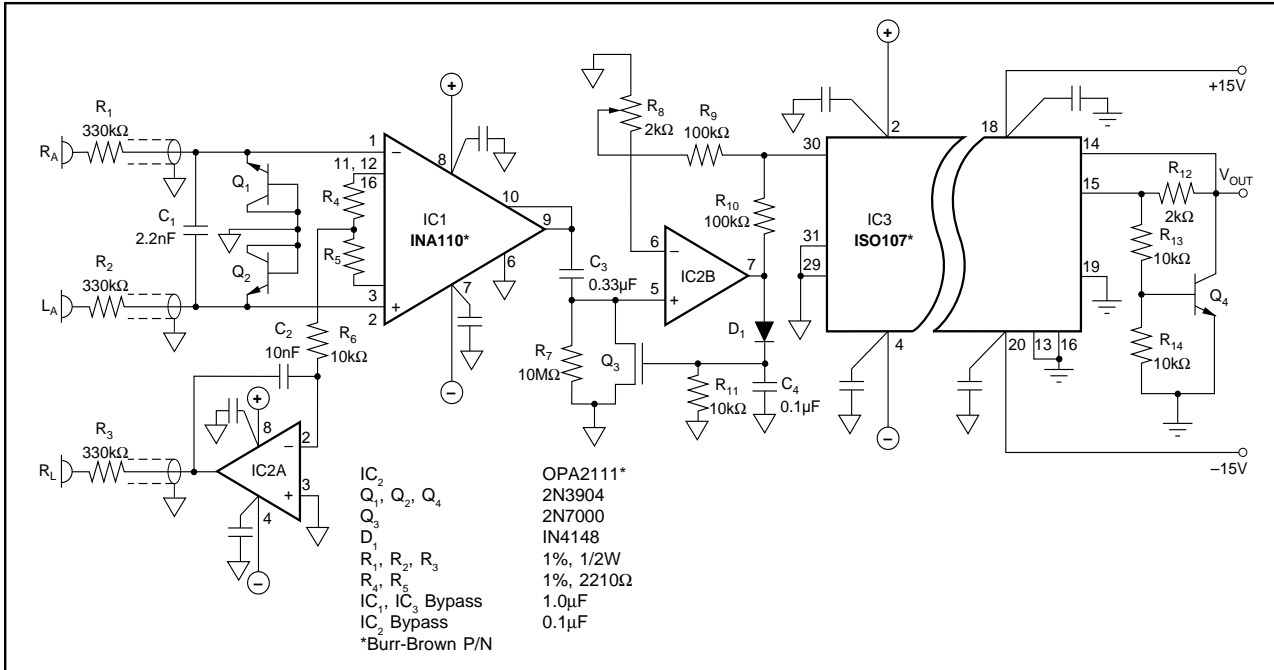 R1
330kΩ
RA
R2
330kΩ
LA
C1
2.2nF
Q1
Q2
C2
10nF
R6
10kΩ
R3
330kΩ
RL
8
2
IC2A
3
4
1
11, 12
16
R4
R5
3
2
IC1
INA110*
8
10
9
6
7
C3
0.33µF
R7
10MΩ
Q3
R8
2kΩ
R9
100kΩ
R10
100kΩ
6
IC2B
7
5
D1
R11
10kΩ
C4
0.1µF
30
31
29
2
IC3
ISO107*
4
18
14
15
19
20
13
16
+15V
VOUT
R12
2kΩ
R13
10kΩ
Q4
R14
10kΩ
–15V
IC2 OPA2111*
Q1, Q2, Q4 2N3904
Q3 2N7000
D1 IN4148
R1, R2, R3 1%, 1/2W
R4, R5 1%, 2210Ω
IC1, IC3 Bypass 1.0µF
IC2 Bypass 0.1µF
*Burr-Brown P/N